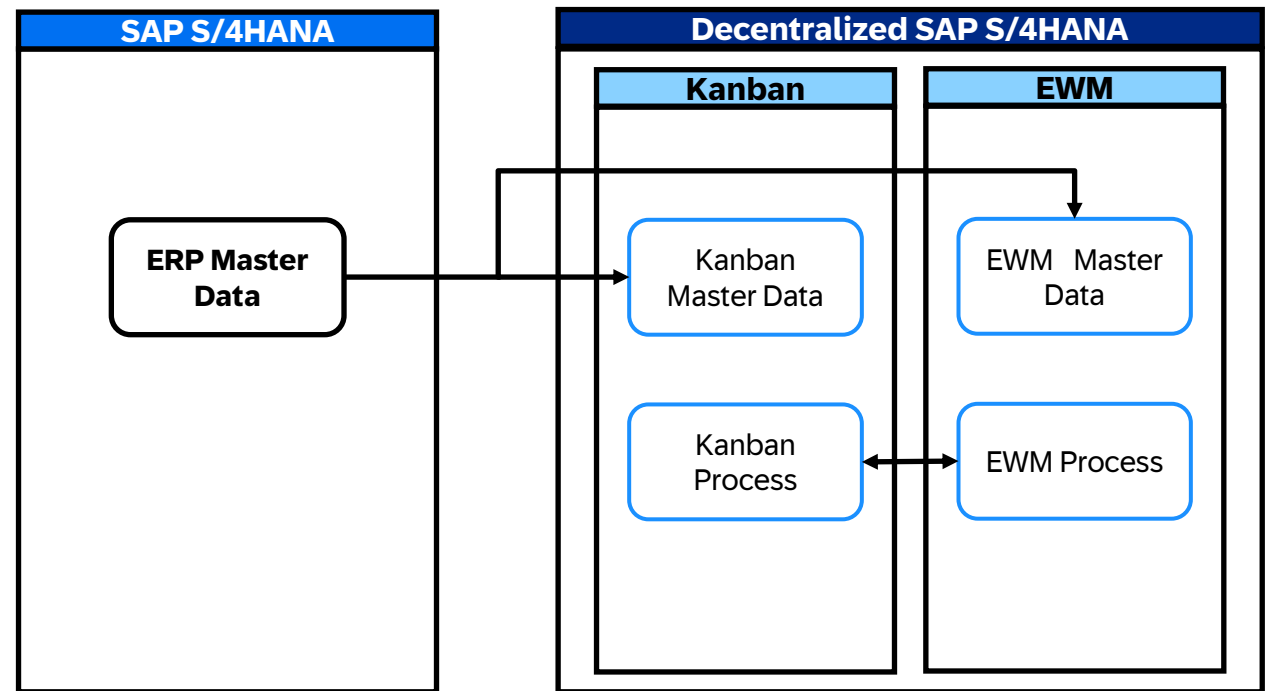 SAP S/4HANA
Decentralized SAP S/4HANA
Kanban
EWM
ERP Master
Data
Kanban
Master Data
EWM Master
Data
Kanban
Process
EWM Process